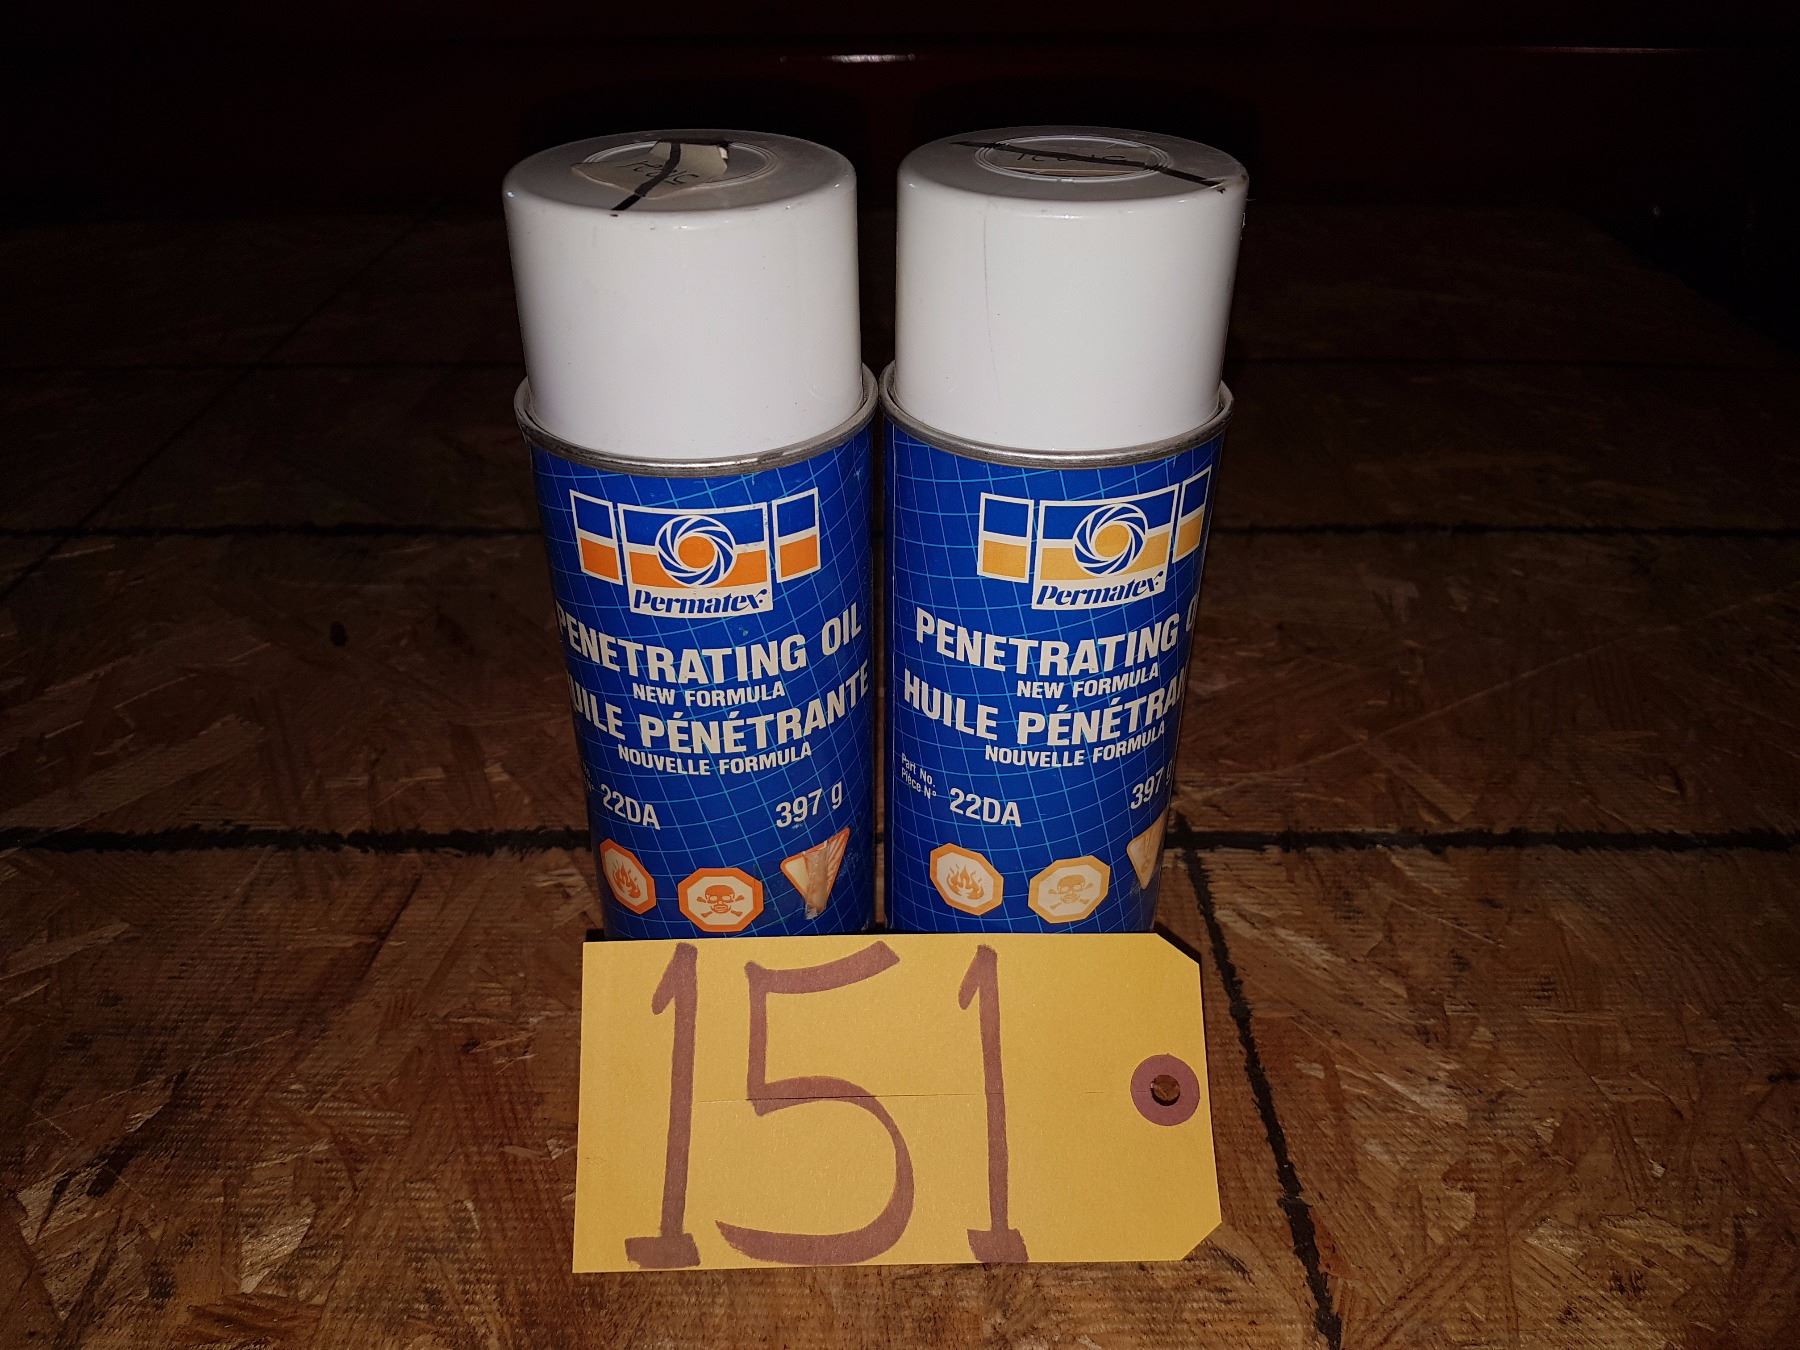 Permatex
PENETRATING OIL
NEW FORMULA
HUILE PÉNÉTRANTE
NOUVELLE FORMULA
22DA 397 g
Permatex
PENETRATING
NEW FORMULA
HUILE PÉNÉTRAN
NOUVELLE FORMULA
Part No
Pièce N°
22DA 397 g
151